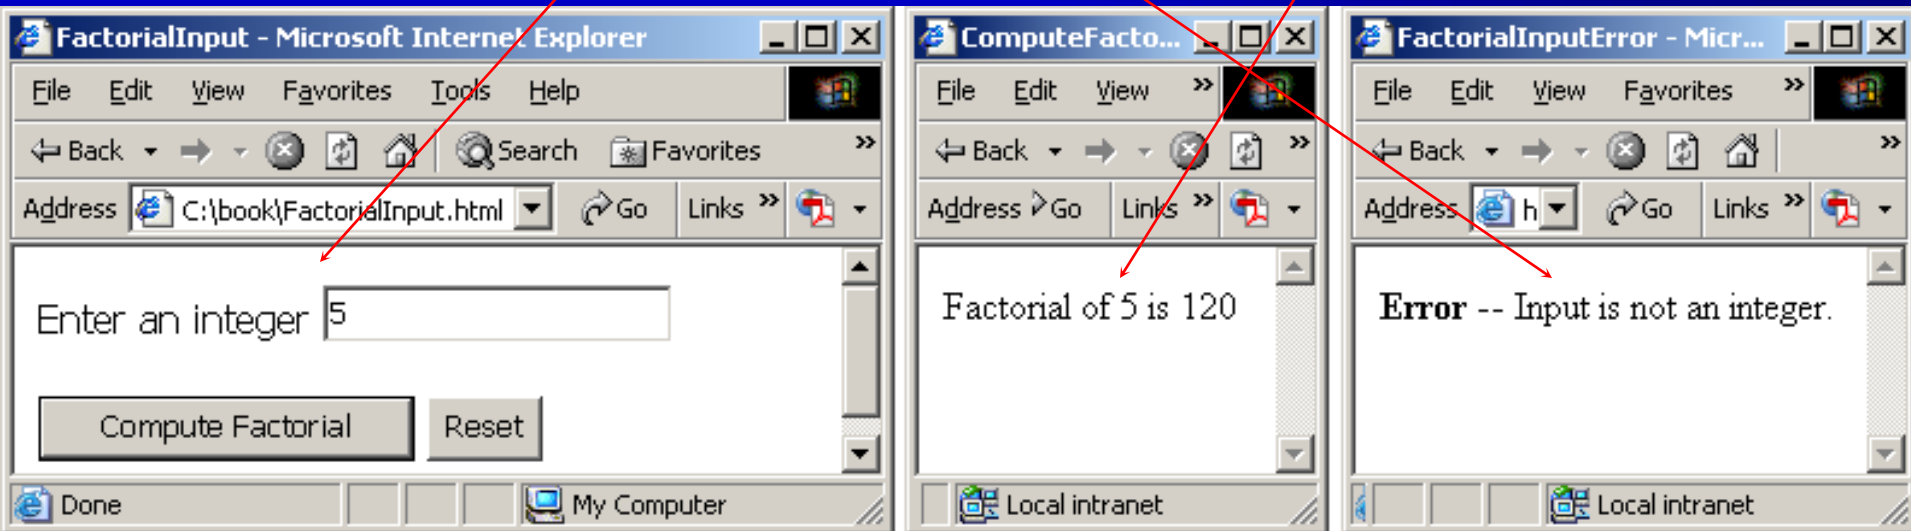 FactorialInput - Microsoft Internet Explorer
File Edit View Favorites Tools Help
Back Search Favorites »
Address C:\book\FactorialInput.html Go Links »
Enter an integer 5
Compute Factorial Reset
Done My Computer
ComputeFacto...
File Edit View »
Back »
Address Go Links »
Factorial of 5 is 120
Local intranet
FactorialInputError - Micr...
File Edit View Favorites »
Back »
Address h Go Links »
Error -- Input is not an integer.
Local intranet